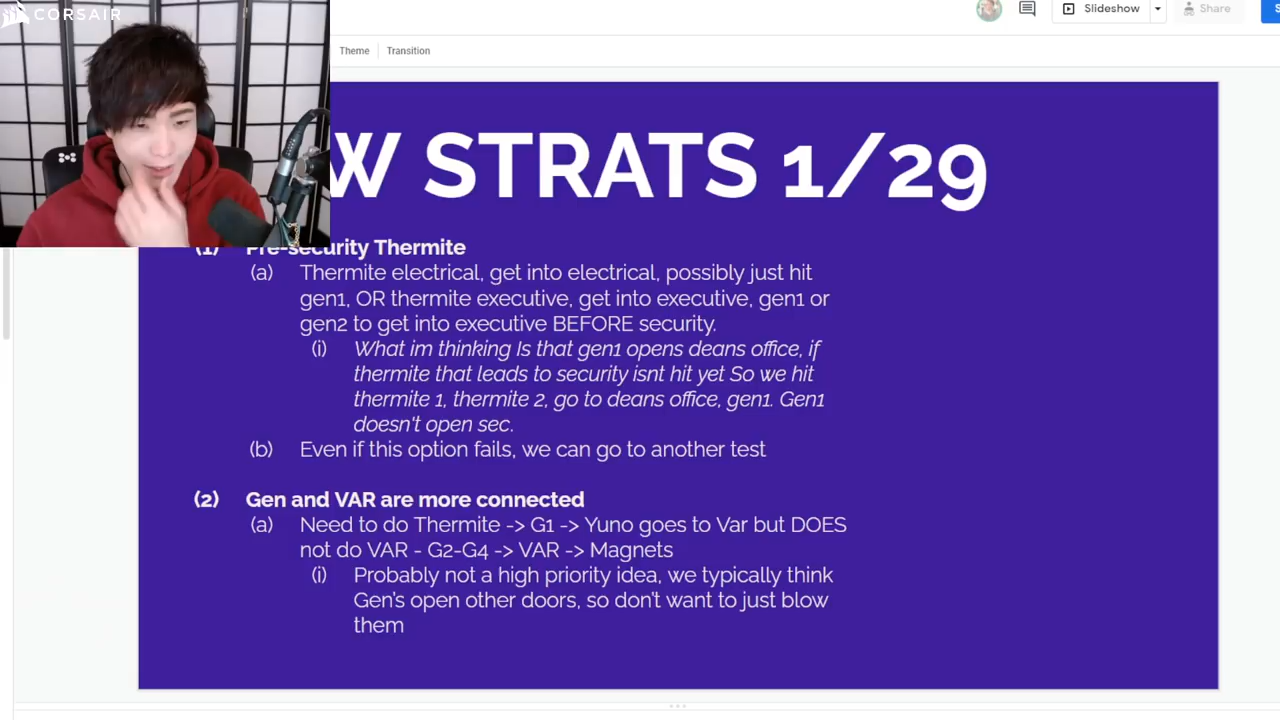 CORSAIR
Slideshow
Share
Theme
Transition
W STRATS 1/29
(1) Pre-security Thermite
(a) Thermite electrical, get into electrical, possibly just hit
gen1, OR thermite executive, get into executive, gen1 or
gen2 to get into executive BEFORE security.
(i) What im thinking Is that gen1 opens deans office, if
thermite that leads to security isnt hit yet So we hit
thermite 1, thermite 2, go to deans office, gen1. Gen1
doesn't open sec.
(b) Even if this option fails, we can go to another test
(2) Gen and VAR are more connected
(a) Need to do Thermite -> G1 -> Yuno goes to Var but DOES
not do VAR - G2-G4 -> VAR -> Magnets
(i) Probably not a high priority idea, we typically think
Gen's open other doors, so don't want to just blow
them